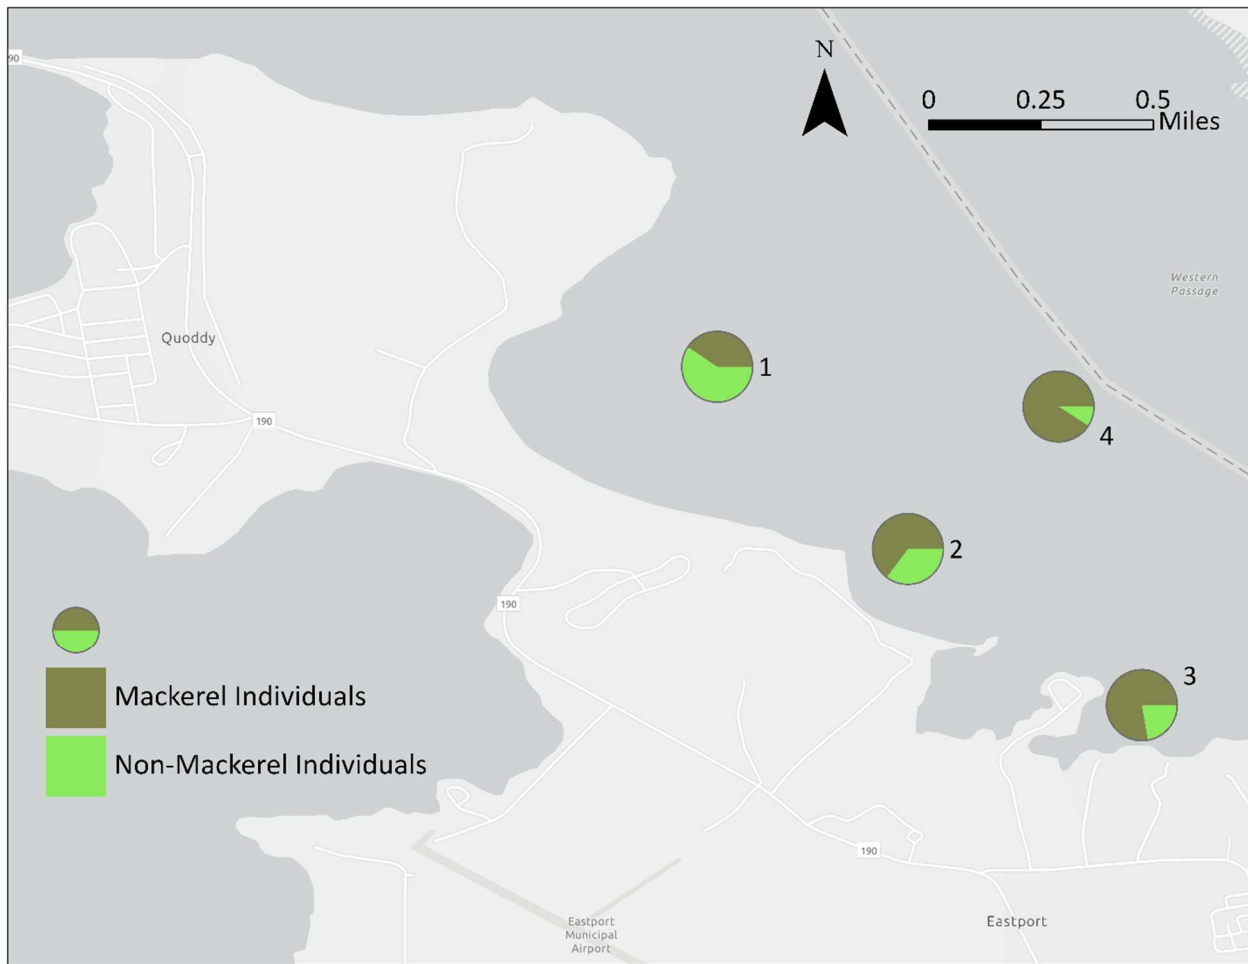 90
N
0 0.25 0.5
Miles
Western
Passage
Quoddy
1
190
4
2
190
3
Mackerel Individuals
Non-Mackerel Individuals
190
Eastport
Municipal
Airport
Eastport